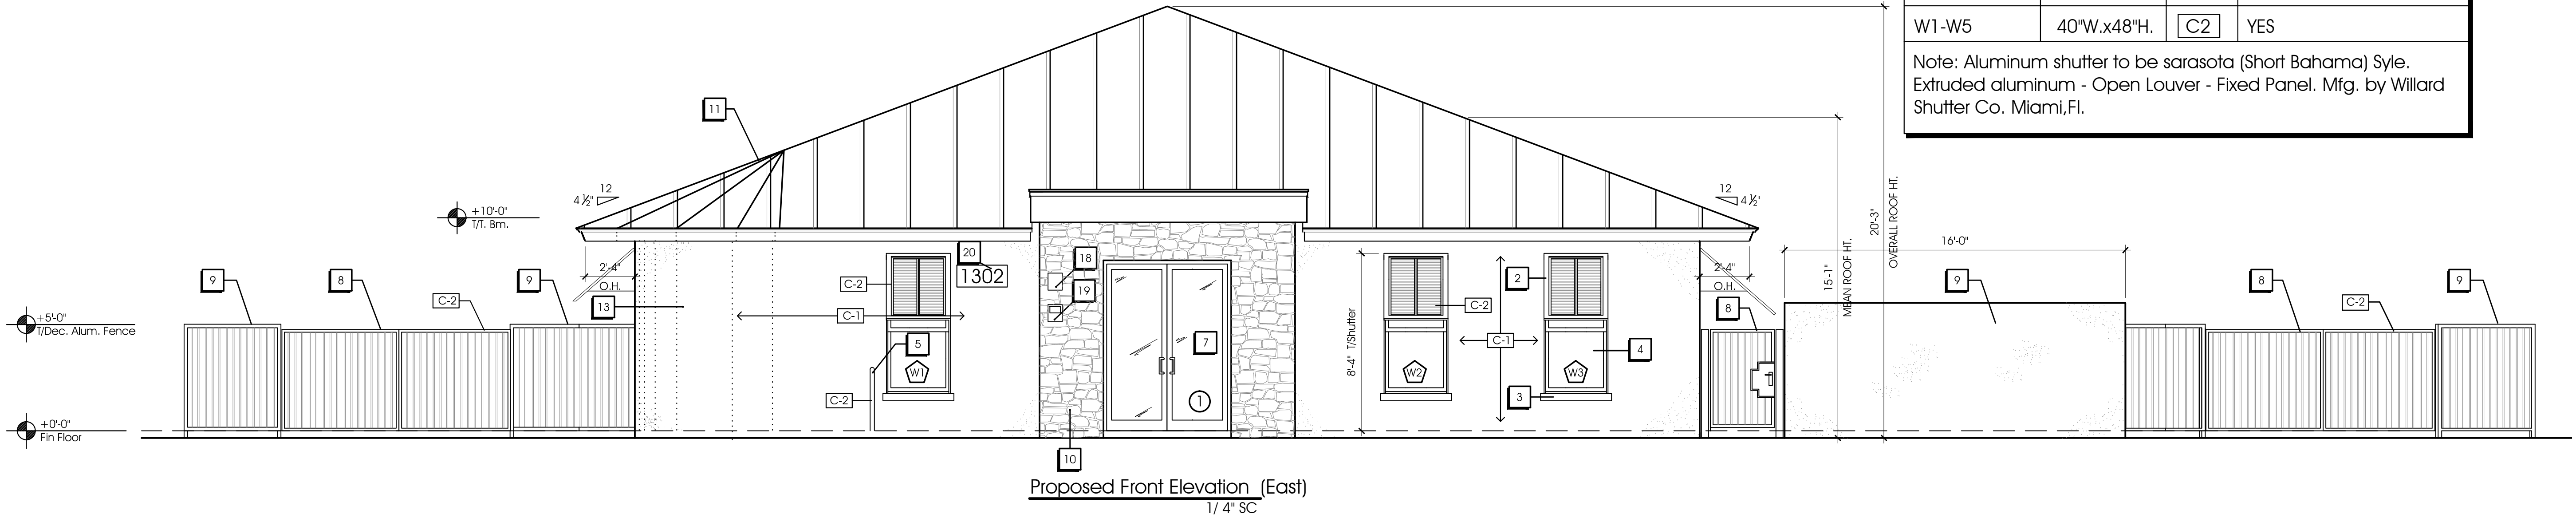 W1-W5 40"W.x48"H. C2 YES
Note: Aluminum shutter to be sarasota (Short Bahama) Syle.
Extruded aluminum - Open Louver - Fixed Panel. Mfg. by Willard
Shutter Co. Miami,Fl.
11
12
4 ½"
12
4 ½"
+10'-0"
T/T. Bm.
20'-3"
OVERALL ROOF HT.
15'-1"
MEAN ROOF HT.
16'-0"
20
1302
18
19
2'-4"
O.H.
2'-4"
O.H.
9
8
9
C-2
13
C-2
C-1
5
W1
C-2
7
1
10
8'-4" T/Shutter
C-2
W2
C-1
2
4
W3
3
8
9
8
C-2
9
+5'-0"
T/Dec. Alum. Fence
+0'-0"
Fin Floor
Proposed Front Elevation (East)
1/ 4" SC